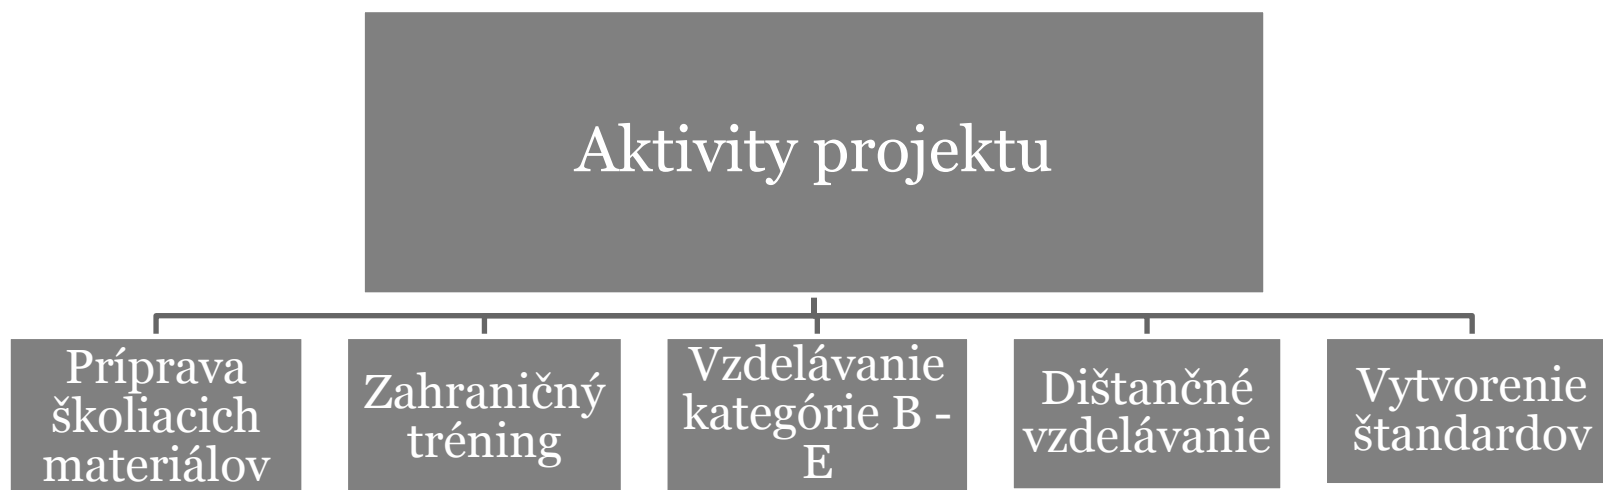 Aktivity projektu
Príprava
školiacich
materiálov
Zahraničný
tréning
Vzdelávanie
kategórie B -
E
Dištančné
vzdelávanie
Vytvorenie
štandardov